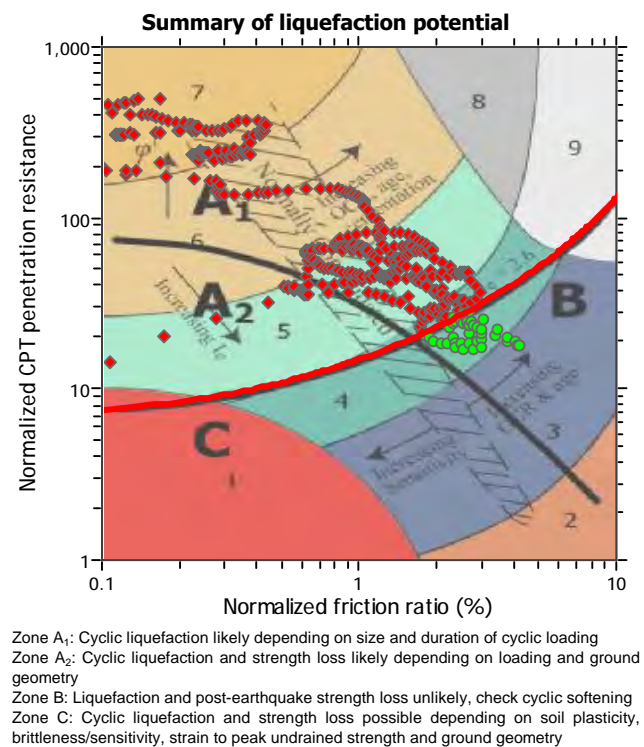 Summary of liquefaction potential
1,000
100
10
1
Normalized CPT penetration resistance
7
8
9
φ'
A1
Increasing
OCR, age,
cementation
Normally
6
A2
Increasing Ic
5
= 2.6
B
4
Increasing
OCR & age
C
Increasing
sensitivity
3
1
2
0.1
1
10
Normalized friction ratio (%)
Zone A1: Cyclic liquefaction likely depending on size and duration of cyclic loading
Zone A2: Cyclic liquefaction and strength loss likely depending on loading and ground
geometry
Zone B: Liquefaction and post-earthquake strength loss unlikely, check cyclic softening
Zone C: Cyclic liquefaction and strength loss possible depending on soil plasticity,
brittleness/sensitivity, strain to peak undrained strength and ground geometry